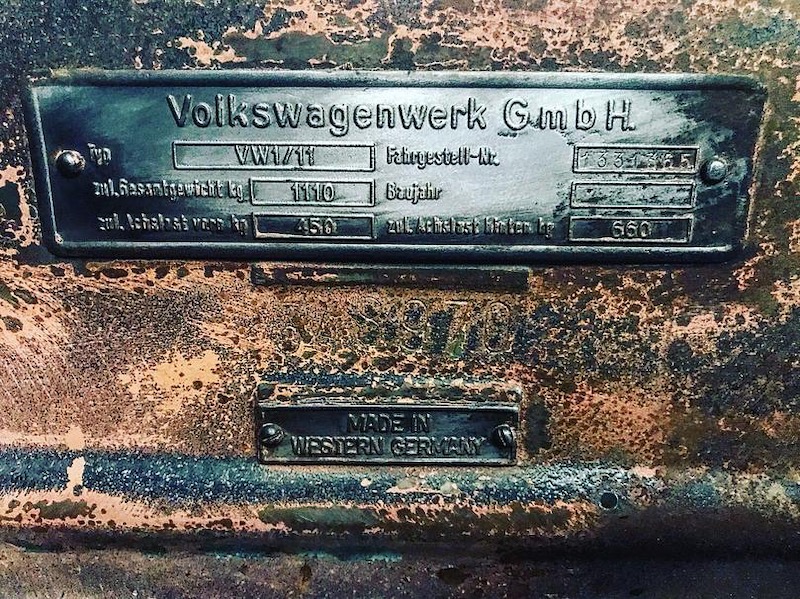 Volkswagenwerk G.m.b.H.
Typ VW1/11 Fahrgestell-Nr.
zul. Gesamtgewicht kg 1110 Baujahr
zul. Achslast vorn kg 450 zul. Achslast hinten kg 660
MADE IN
WESTERN GERMANY